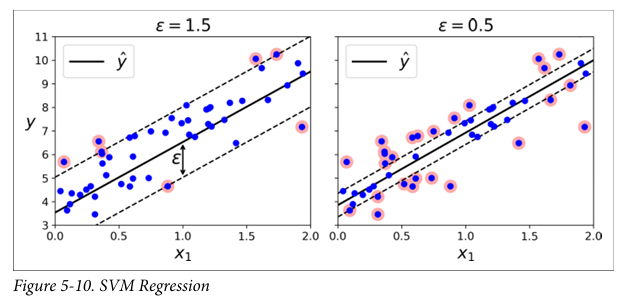 ε = 1.5
ε = 0.5
11
10
9
8
7
6
5
4
3
y
ŷ
ε
0.0 0.5 1.0 1.5 2.0
x₁
ŷ
0.0 0.5 1.0 1.5 2.0
x₁
Figure 5-10. SVM Regression